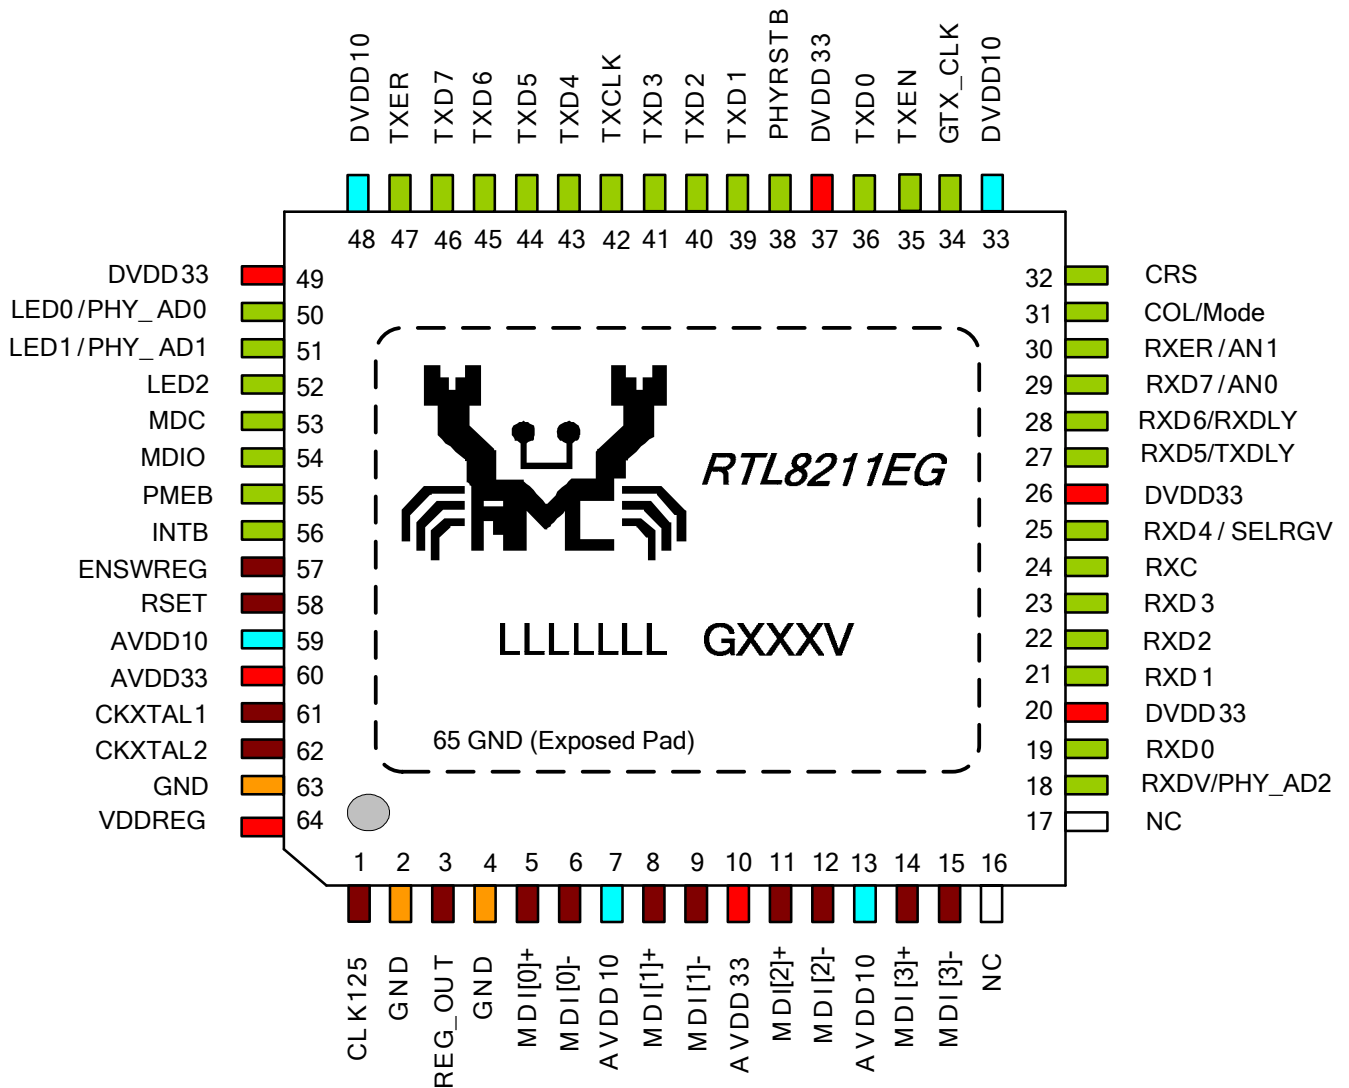 DVDD10
TXER
TXD7
TXD6
TXD5
TXD4
TXCLK
TXD3
TXD2
TXD1
PHYRSTB
DVDD33
TXD0
TXEN
GTX_CLK
DVDD10
48 47 46 45 44 43 42 41 40 39 38 37 36 35 34 33
DVDD33 49
LED0/PHY_AD0 50
LED1/PHY_AD1 51
LED2 52
MDC 53
MDIO 54
PMEB 55
INTB 56
ENSWREG 57
RSET 58
AVDD10 59
AVDD33 60
CKXTAL1 61
CKXTAL2 62
GND 63
VDDREG 64
32 CRS
31 COL/Mode
30 RXER/AN1
29 RXD7/AN0
28 RXD6/RXDLY
27 RXD5/TXDLY
26 DVDD33
25 RXD4/SELRGV
24 RXC
23 RXD3
22 RXD2
21 RXD1
20 DVDD33
19 RXD0
18 RXDV/PHY_AD2
17 NC
RTL8211EG
LLLLLLL GXXXV
65 GND (Exposed Pad)
1 2 3 4 5 6 7 8 9 10 11 12 13 14 15 16
CLK125
GND
REG_OUT
GND
MDI[0]+
MDI[0]-
AVDD10
MDI[1]+
MDI[1]-
AVDD33
MDI[2]+
MDI[2]-
AVDD10
MDI[3]+
MDI[3]-
NC